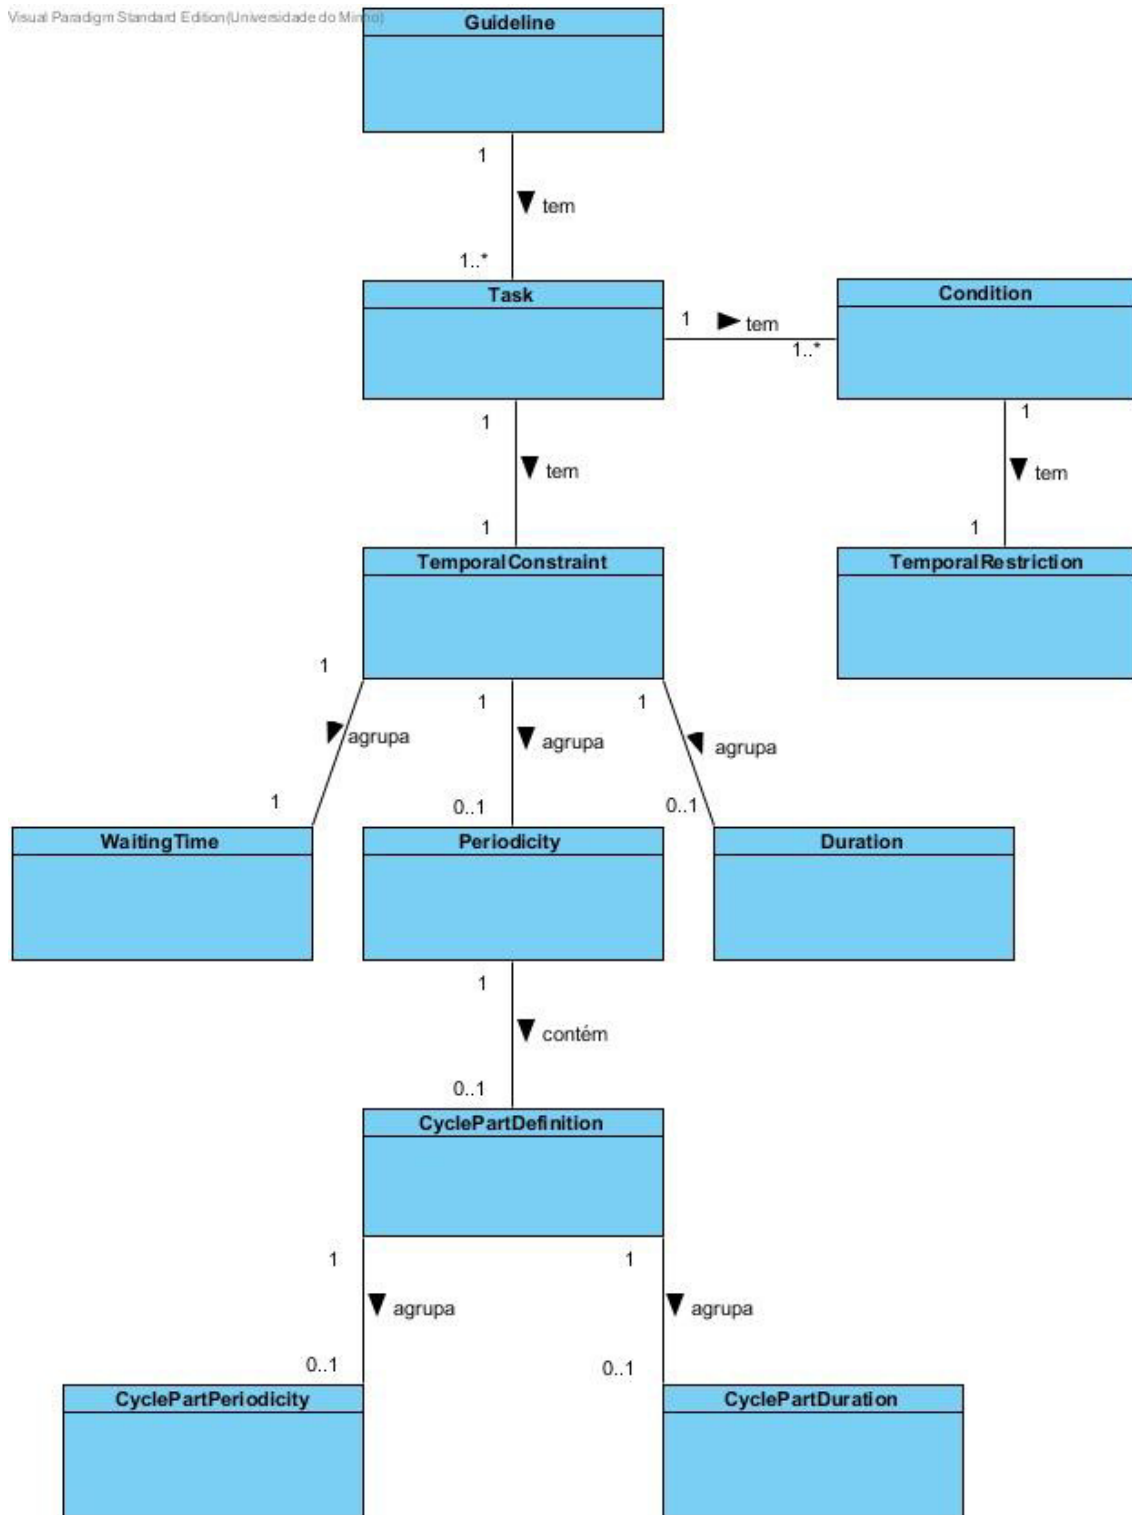 Visual Paradigm Standard Edition(Universidade do Minho)
Guideline
1
tem
1..*
Task
Condition
1
tem
1..*
1
tem
1
1
tem
1
TemporalConstraint
TemporalRestriction
1
agrupa
1
1
agrupa
0..1
1
agrupa
0..1
WaitingTime
Periodicity
Duration
1
contém
0..1
CyclePartDefinition
1
agrupa
0..1
1
agrupa
0..1
CyclePartPeriodicity
CyclePartDuration